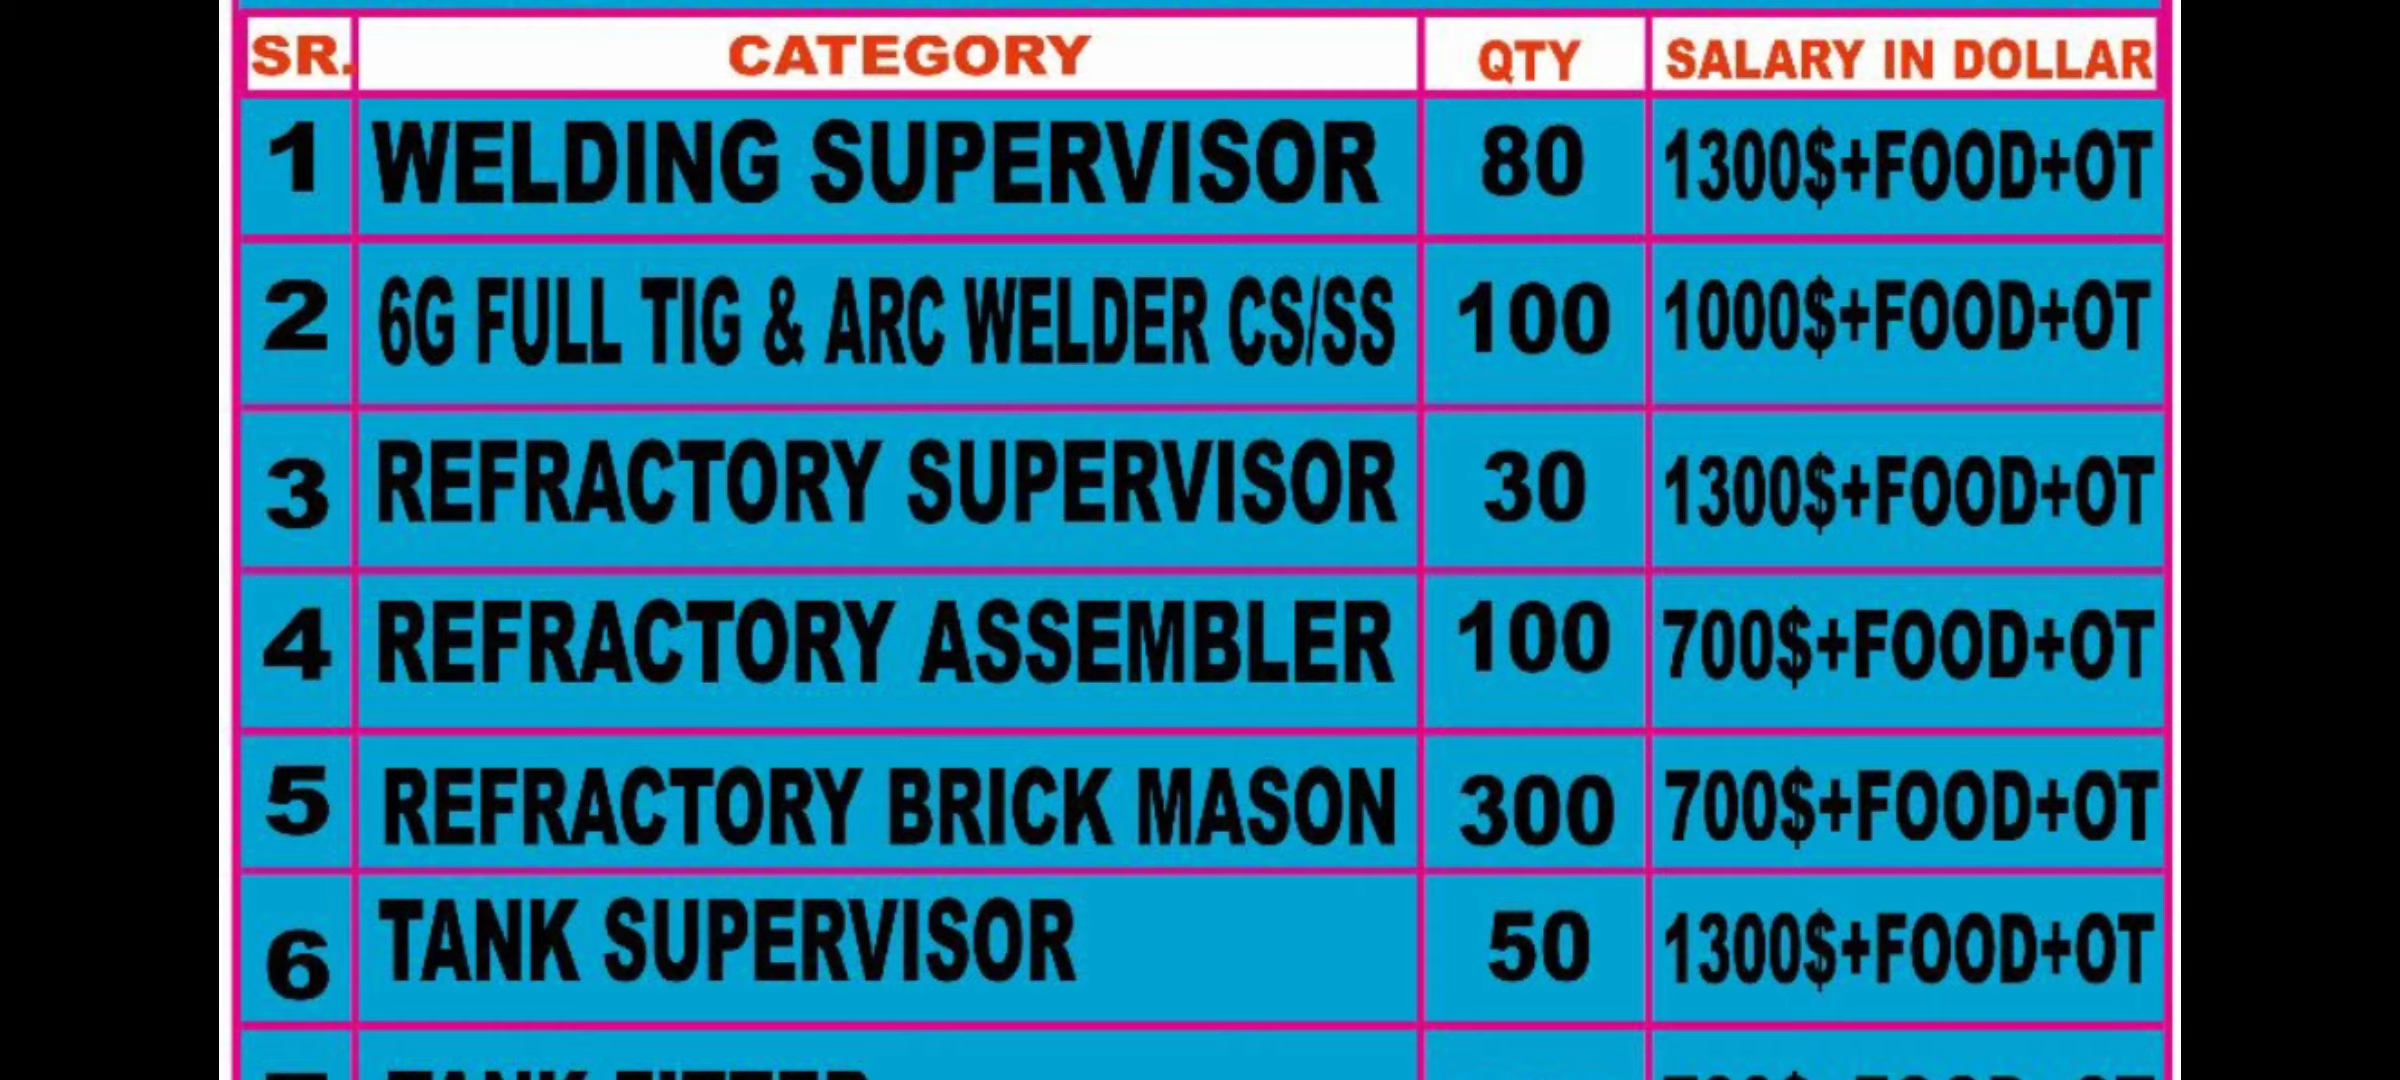 SR. CATEGORY QTY SALARY IN DOLLAR
1 WELDING SUPERVISOR 80 1300$+FOOD+OT
2 6G FULL TIG & ARC WELDER CS/SS 100 1000$+FOOD+OT
3 REFRACTORY SUPERVISOR 30 1300$+FOOD+OT
4 REFRACTORY ASSEMBLER 100 700$+FOOD+OT
5 REFRACTORY BRICK MASON 300 700$+FOOD+OT
6 TANK SUPERVISOR 50 1300$+FOOD+OT